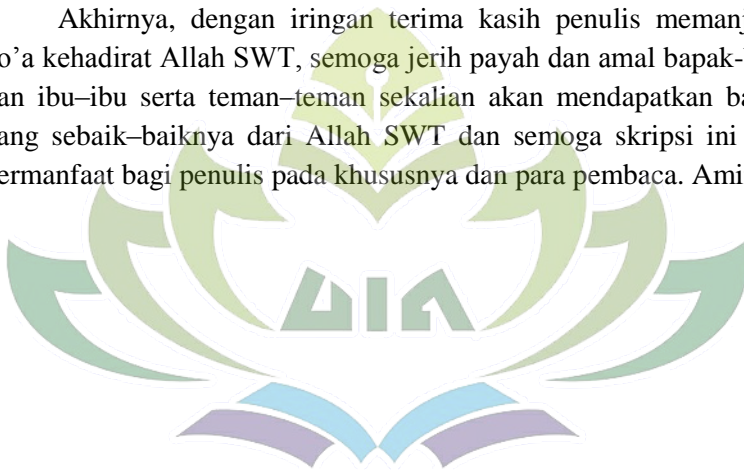 Akhirnya, dengan iringan terima kasih penulis memanj
o’a kehadirat Allah SWT, semoga jerih payah dan amal bapak-
an ibu–ibu serta teman–teman sekalian akan mendapatkan ba
ang sebaik–baiknya dari Allah SWT dan semoga skripsi ini
ermanfaat bagi penulis pada khususnya dan para pembaca. Ami
UIN